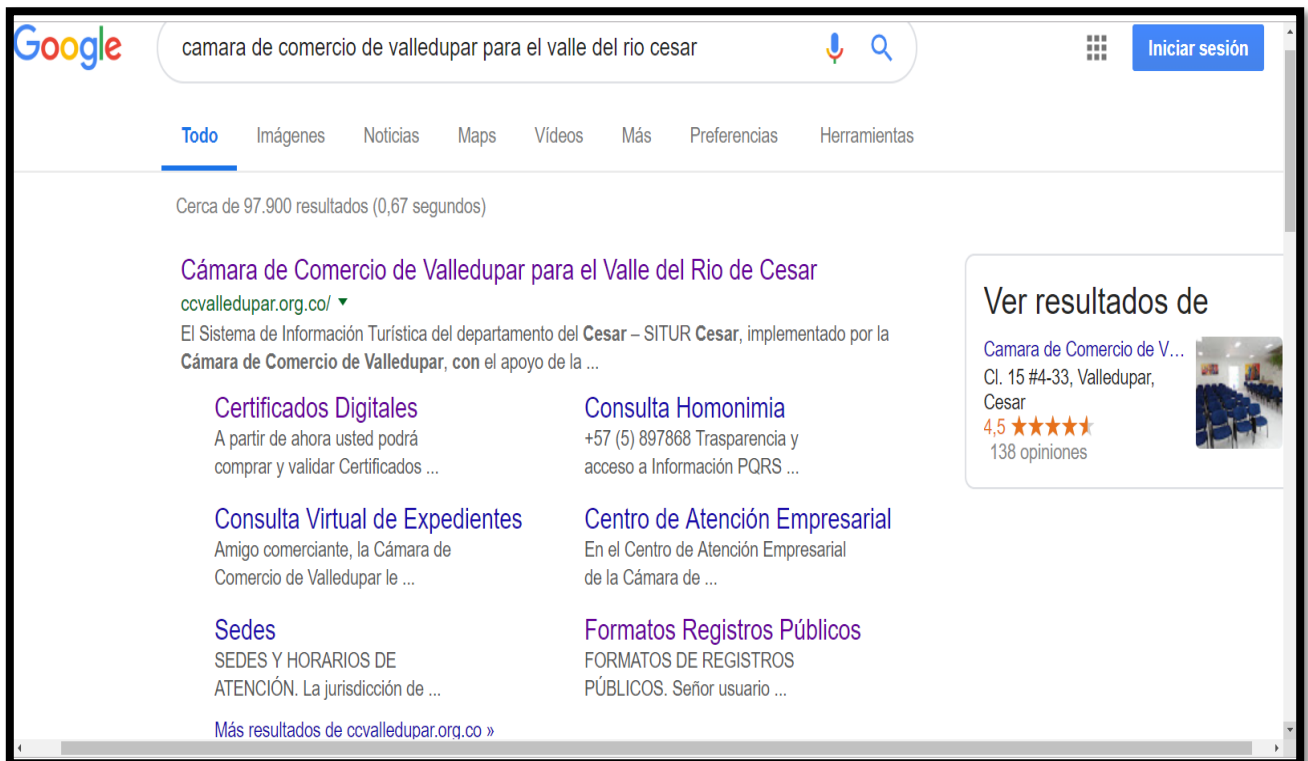 Google
camara de comercio de valledupar para el valle del rio cesar
Iniciar sesión
Todo Imágenes Noticias Maps Vídeos Más Preferencias Herramientas
Cerca de 97.900 resultados (0,67 segundos)
Cámara de Comercio de Valledupar para el Valle del Rio de Cesar
ccvalledupar.org.co/
El Sistema de Información Turística del departamento del Cesar – SITUR Cesar, implementado por la
Cámara de Comercio de Valledupar, con el apoyo de la ...
Certificados Digitales
A partir de ahora usted podrá
comprar y validar Certificados ...
Consulta Homonimia
+57 (5) 897868 Trasparencia y
acceso a Información PQRS ...
Consulta Virtual de Expedientes
Amigo comerciante, la Cámara de
Comercio de Valledupar le ...
Centro de Atención Empresarial
En el Centro de Atención Empresarial
de la Cámara de ...
Sedes
SEDES Y HORARIOS DE
ATENCIÓN. La jurisdicción de ...
Formatos Registros Públicos
FORMATOS DE REGISTROS
PÚBLICOS. Señor usuario ...
Más resultados de ccvalledupar.org.co »
Ver resultados de
Camara de Comercio de V...
Cl. 15 #4-33, Valledupar,
Cesar
4,5
138 opiniones